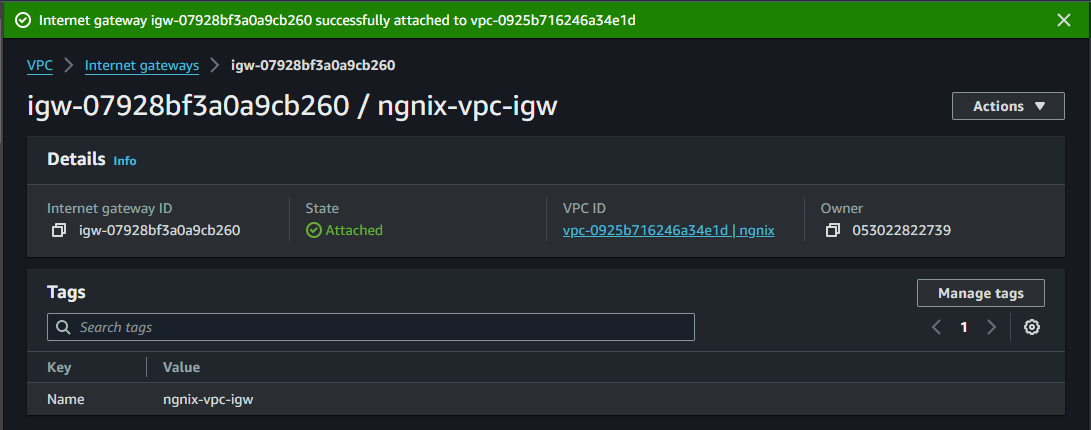 Internet gateway igw-07928bf3a0a9cb260 successfully attached to vpc-0925b716246a34e1d
VPC > Internet gateways > igw-07928bf3a0a9cb260
igw-07928bf3a0a9cb260 / ngnix-vpc-igw
Actions
Details Info
Internet gateway ID State VPC ID Owner
igw-07928bf3a0a9cb260 Attached vpc-0925b716246a34e1d | ngnix 053022822739
Tags
Manage tags
Search tags
1
Key Value
Name ngnix-vpc-igw